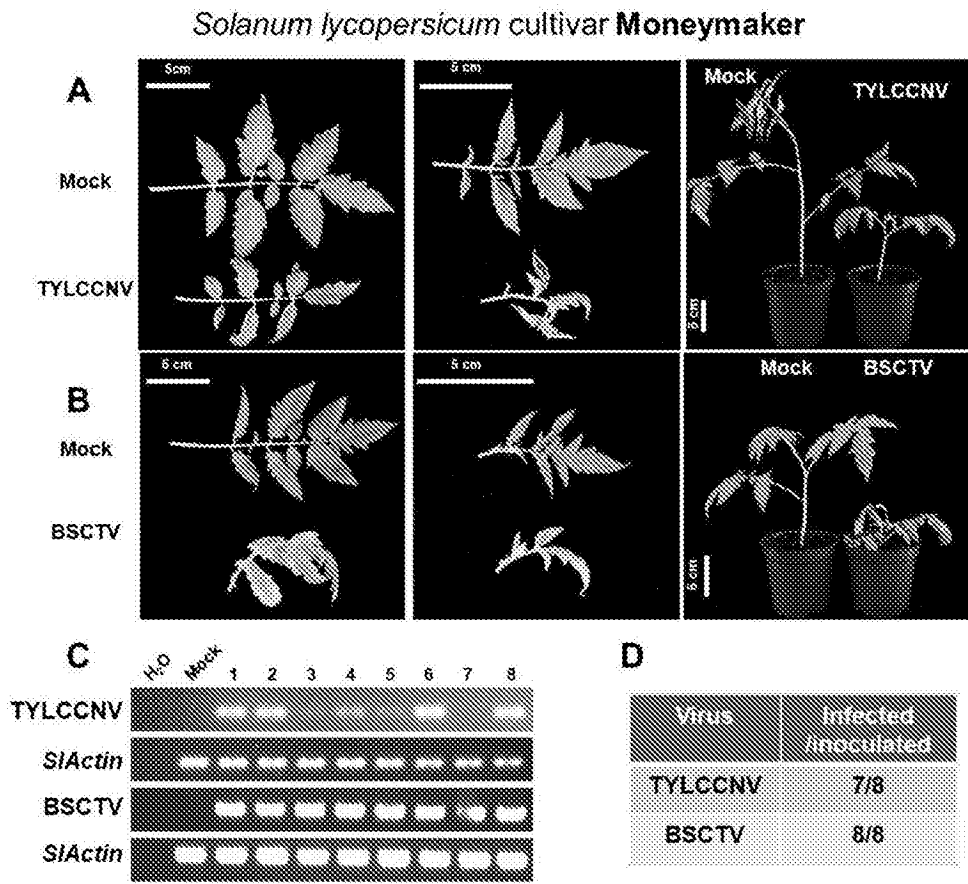 Solanum lycopersicum cultivar Moneymaker
A
5cm
5 cm
Mock
TYLCCNV
Mock
TYLCCNV
5 cm
B
5 cm
5 cm
Mock
BSCTV
Mock
BSCTV
5 cm
C
H₂O
Mock
1 2 3 4 5 6 7 8
TYLCCNV
SlActin
BSCTV
SlActin
D
Virus
Infected
/inoculated
TYLCCNV 7/8
BSCTV 8/8